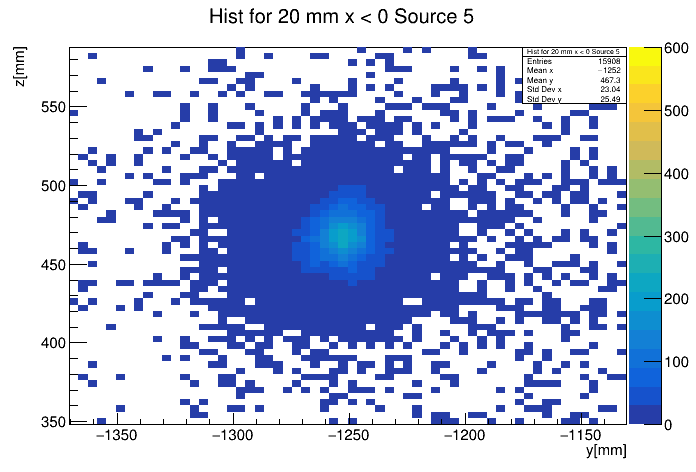 Hist for 20 mm x < 0 Source 5
z[mm]
Hist for 20 mm x < 0 Source 5
Entries 15908
Mean x −1252
Mean y 467.3
Std Dev x 23.04
Std Dev y 25.49
550
500
450
400
350
−1350 −1300 −1250 −1200 −1150
y[mm]
600
500
400
300
200
100
0